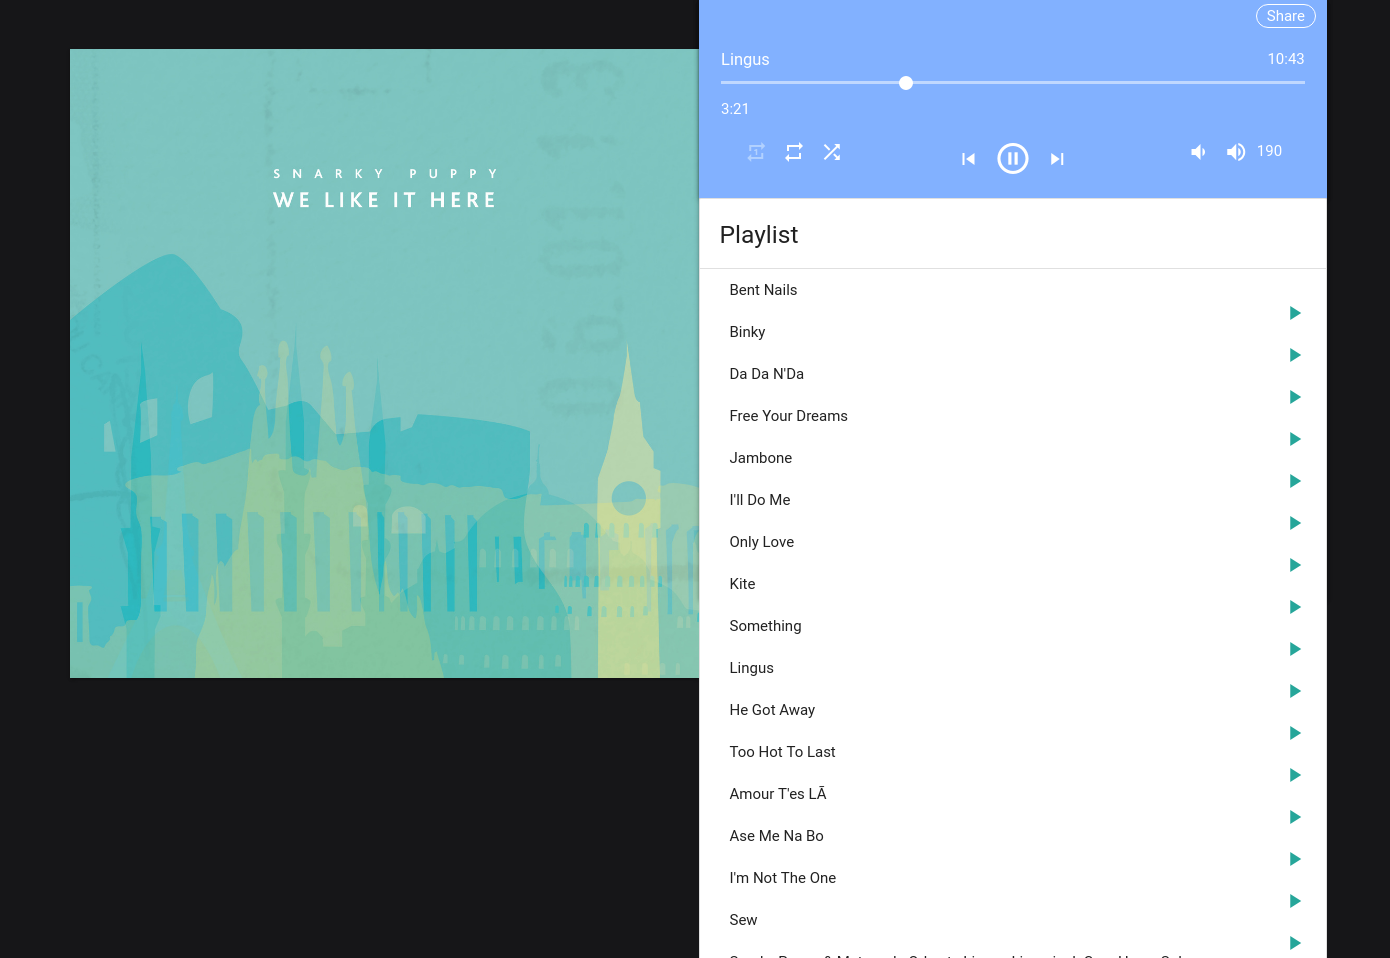 Share
Lingus
10:43
3:21
190
SNARKY PUPPY
WE LIKE IT HERE
Playlist
Bent Nails
Binky
Da Da N'Da
Free Your Dreams
Jambone
I'll Do Me
Only Love
Kite
Something
Lingus
He Got Away
Too Hot To Last
Amour T'es LÃ
Ase Me Na Bo
I'm Not The One
Sew